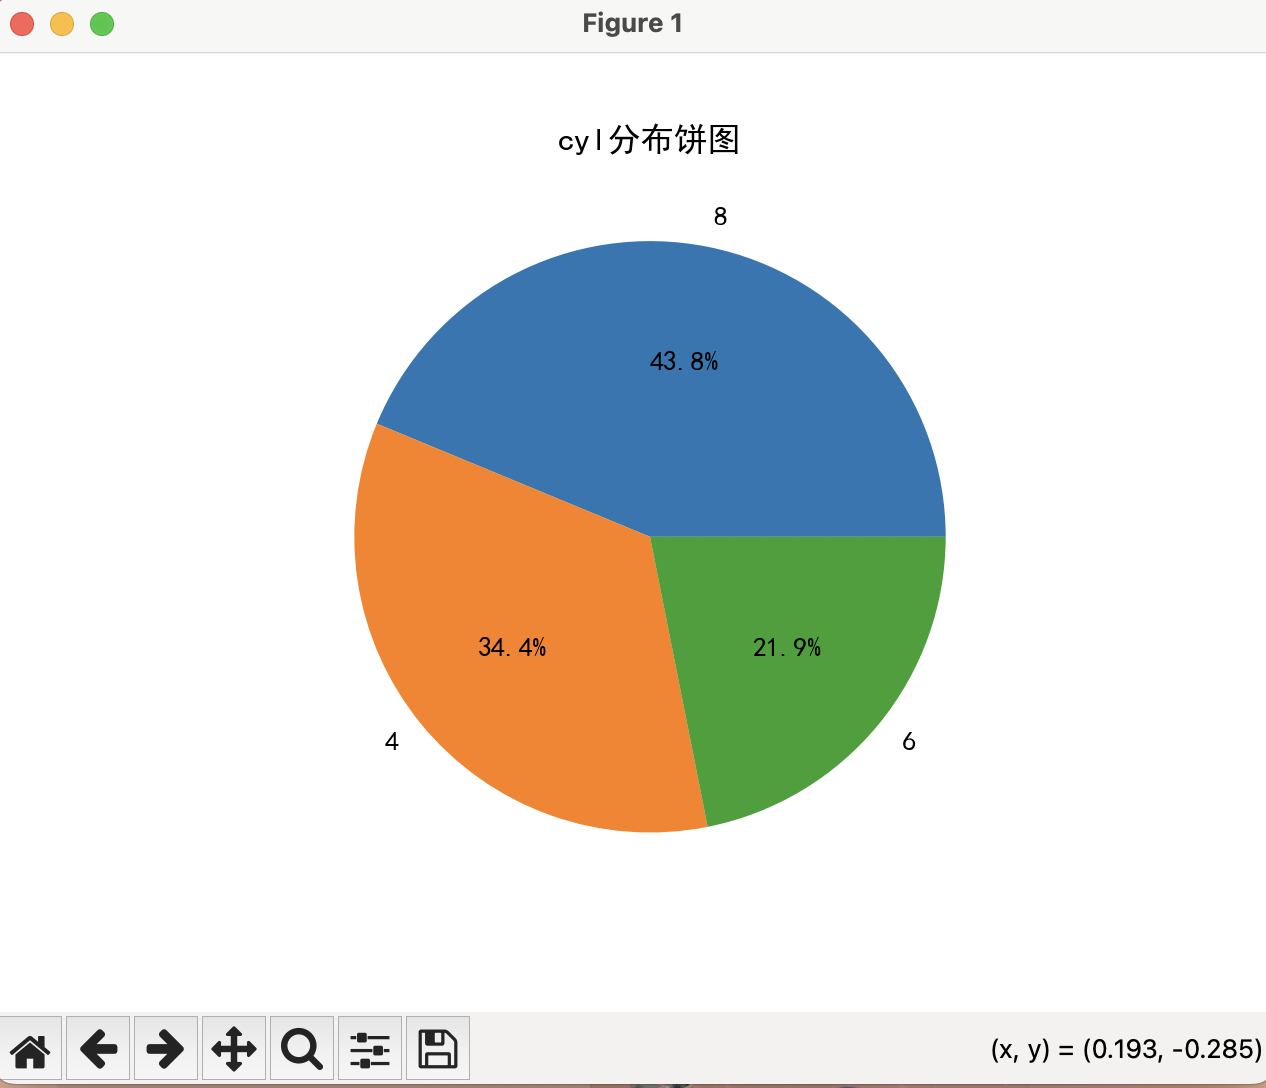 Figure 1
cyl分布饼图
8
43.8%
34.4%
21.9%
4
6
(x, y) = (0.193, -0.285)